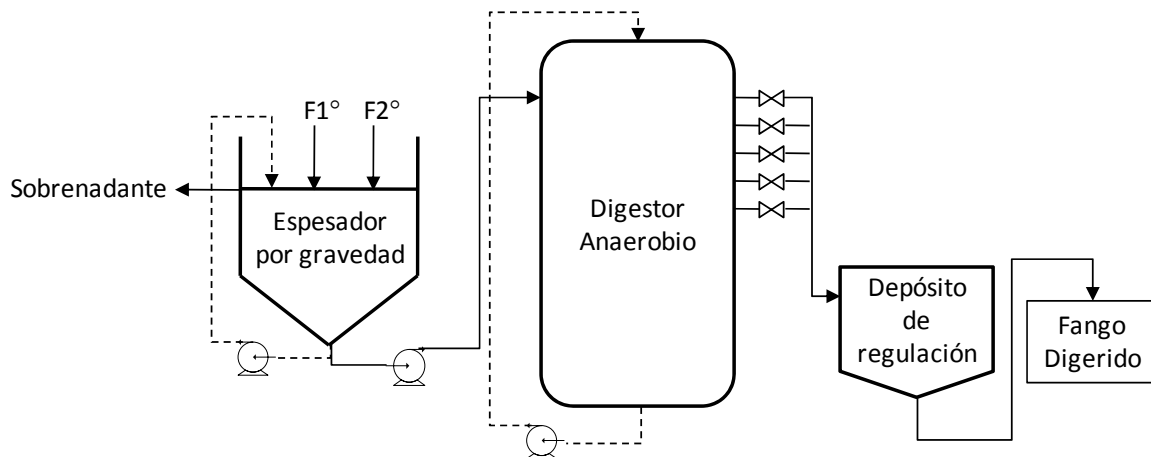 F1°
F2°
Sobrenadante
Espesador
por gravedad
Digestor
Anaerobio
Depósito
de
regulación
Fango
Digerido